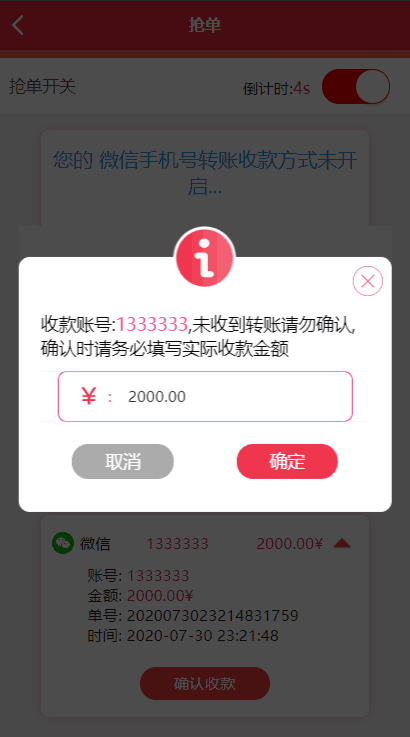 抢单
抢单开关
倒计时:4s
您的 微信手机号转账收款方式未开
启...
收款账号:1333333,未收到转账请勿确认,
确认时请务必填写实际收款金额
¥ : 2000.00
取消
确定
微信 1333333 2000.00¥
账号: 1333333
金额: 2000.00¥
单号: 2020073023214831759
时间: 2020-07-30 23:21:48
确认收款